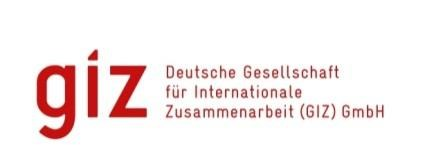 giz
Deutsche Gesellschaft
für Internationale
Zusammenarbeit (GIZ) GmbH